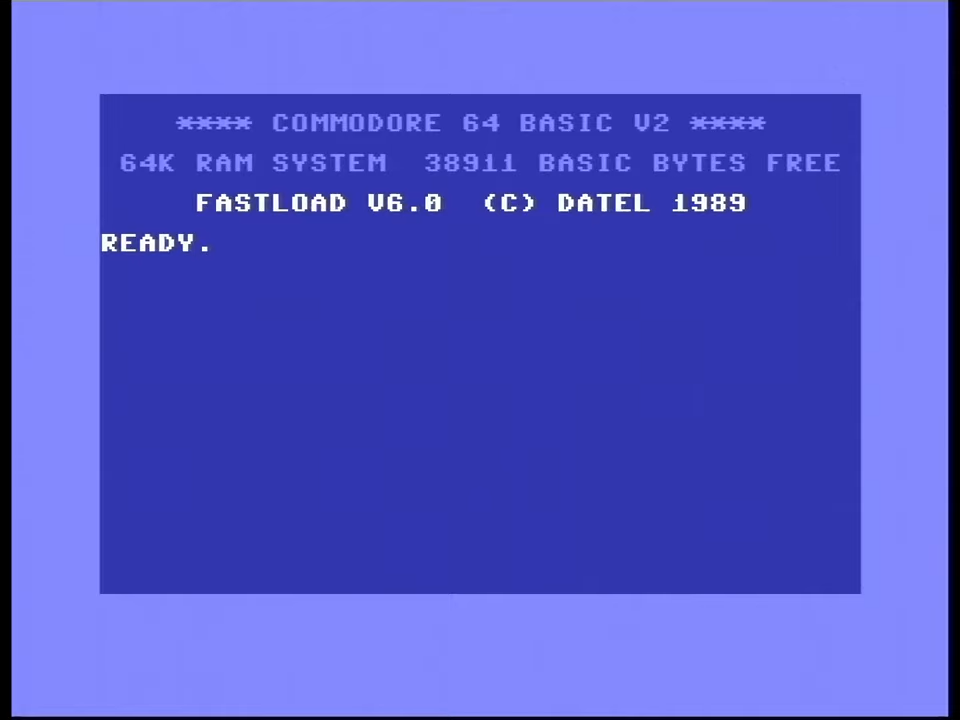 **** COMMODORE 64 BASIC V2 ****
64K RAM SYSTEM  38911 BASIC BYTES FREE
FASTLOAD V6.0  (C) DATEL 1989
READY.